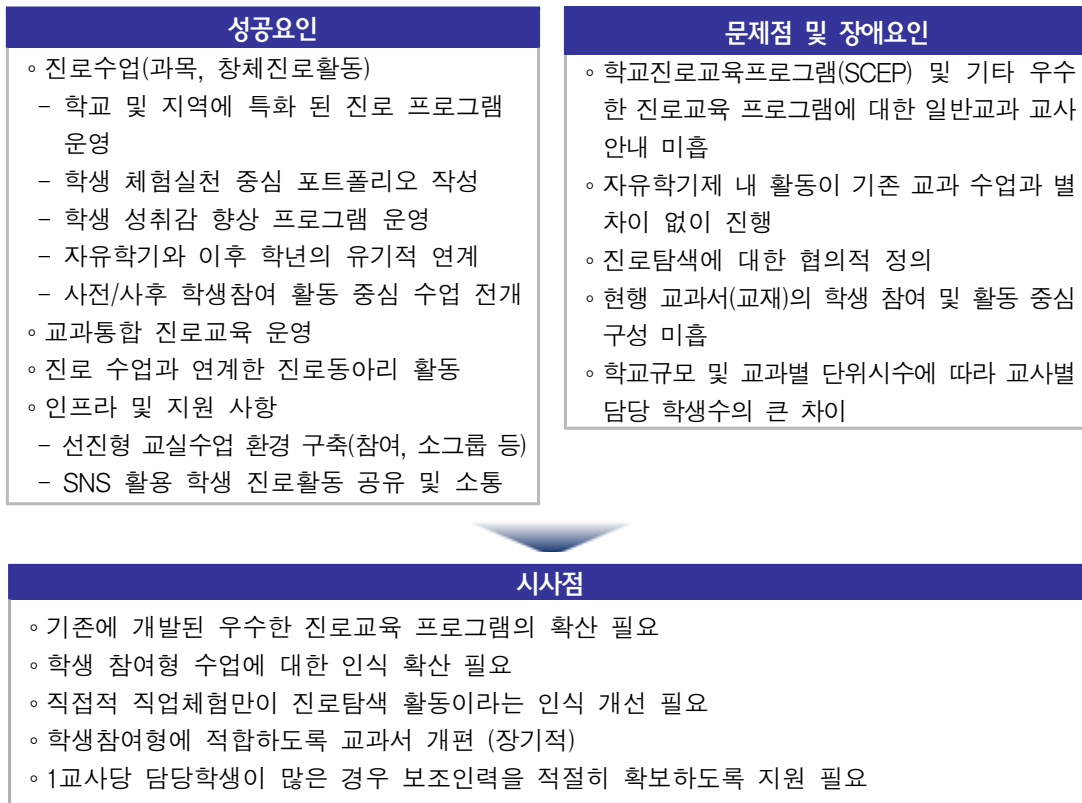 성공요인
◦진로수업(과목, 창체진로활동)
- 학교 및 지역에 특화 된 진로 프로그램
운영
- 학생 체험실천 중심 포트폴리오 작성
- 학생 성취감 향상 프로그램 운영
- 자유학기와 이후 학년의 유기적 연계
- 사전/사후 학생참여 활동 중심 수업 전개
◦교과통합 진로교육 운영
◦진로 수업과 연계한 진로동아리 활동
◦인프라 및 지원 사항
- 선진형 교실수업 환경 구축(참여, 소그룹 등)
- SNS 활용 학생 진로활동 공유 및 소통
문제점 및 장애요인
◦학교진로교육프로그램(SCEP) 및 기타 우수
한 진로교육 프로그램에 대한 일반교과 교사
안내 미흡
◦자유학기제 내 활동이 기존 교과 수업과 별
차이 없이 진행
◦진로탐색에 대한 협의적 정의
◦현행 교과서(교재)의 학생 참여 및 활동 중심
구성 미흡
◦학교규모 및 교과별 단위시수에 따라 교사별
담당 학생수의 큰 차이
시사점
◦기존에 개발된 우수한 진로교육 프로그램의 확산 필요
◦학생 참여형 수업에 대한 인식 확산 필요
◦직접적 직업체험만이 진로탐색 활동이라는 인식 개선 필요
◦학생참여형에 적합하도록 교과서 개편 (장기적)
◦1교사당 담당학생이 많은 경우 보조인력을 적절히 확보하도록 지원 필요